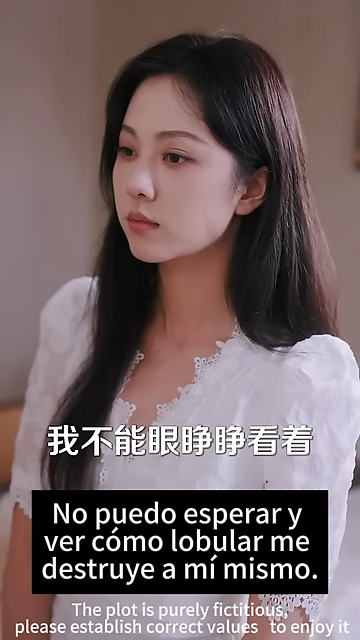 我不能眼睁睁看着
No puedo esperar y
ver cómo lobular me
destruye a mí mismo.
The plot is purely fictitious,
please establish correct values to enjoy it